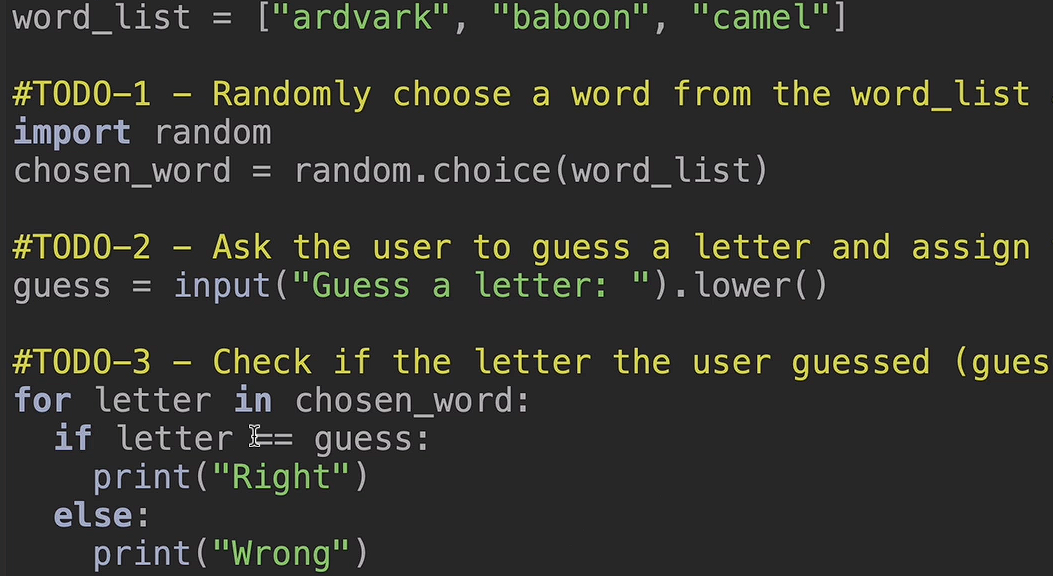 word_list = ["ardvark", "baboon", "camel"]
#TODO-1 - Randomly choose a word from the word_list
import random
chosen_word = random.choice(word_list)
#TODO-2 - Ask the user to guess a letter and assign
guess = input("Guess a letter: ").lower()
#TODO-3 - Check if the letter the user guessed (gues
for letter in chosen_word:
  if letter == guess:
    print("Right")
  else:
    print("Wrong")